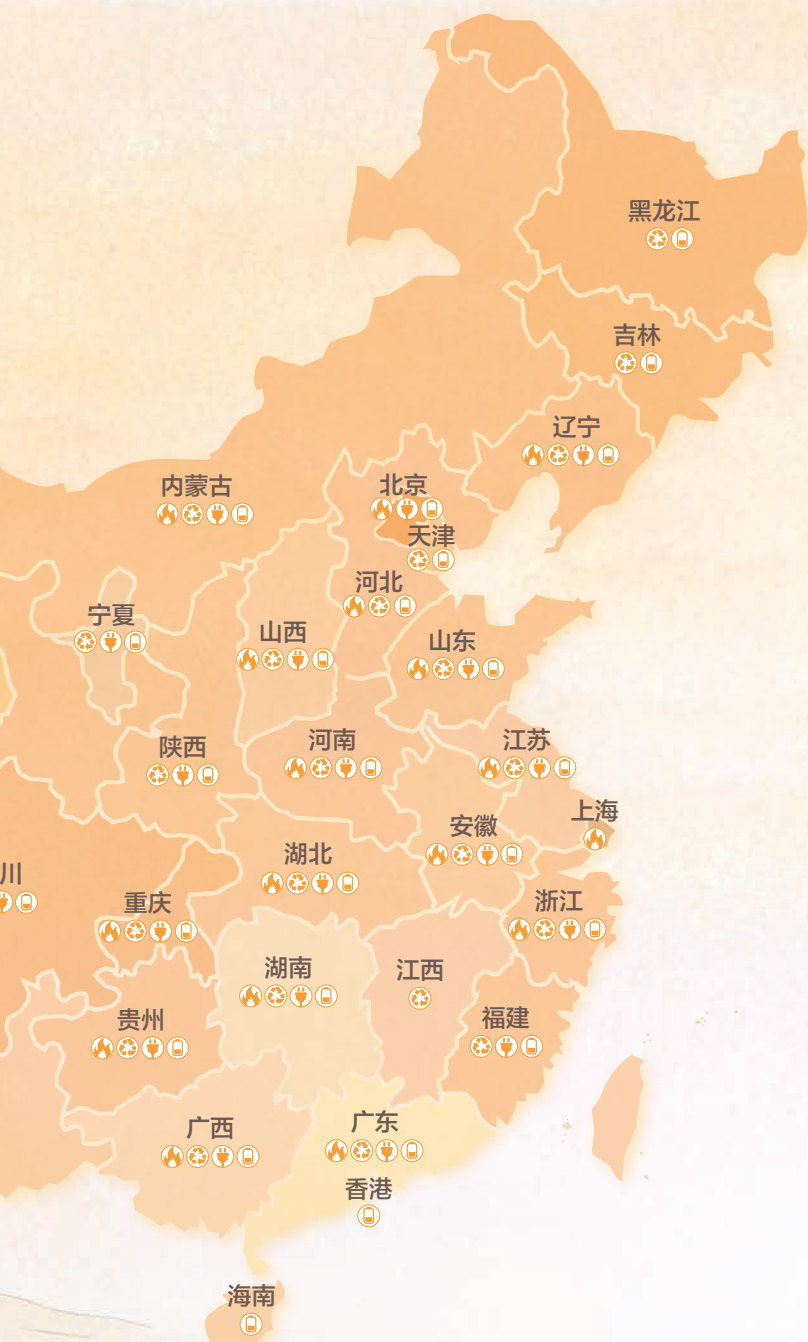 黑龙江
吉林
辽宁
内蒙古
北京
天津
河北
宁夏
山西
山东
陕西
河南
江苏
上海
安徽
湖北
川
重庆
浙江
湖南
江西
贵州
福建
广西
广东
香港
海南